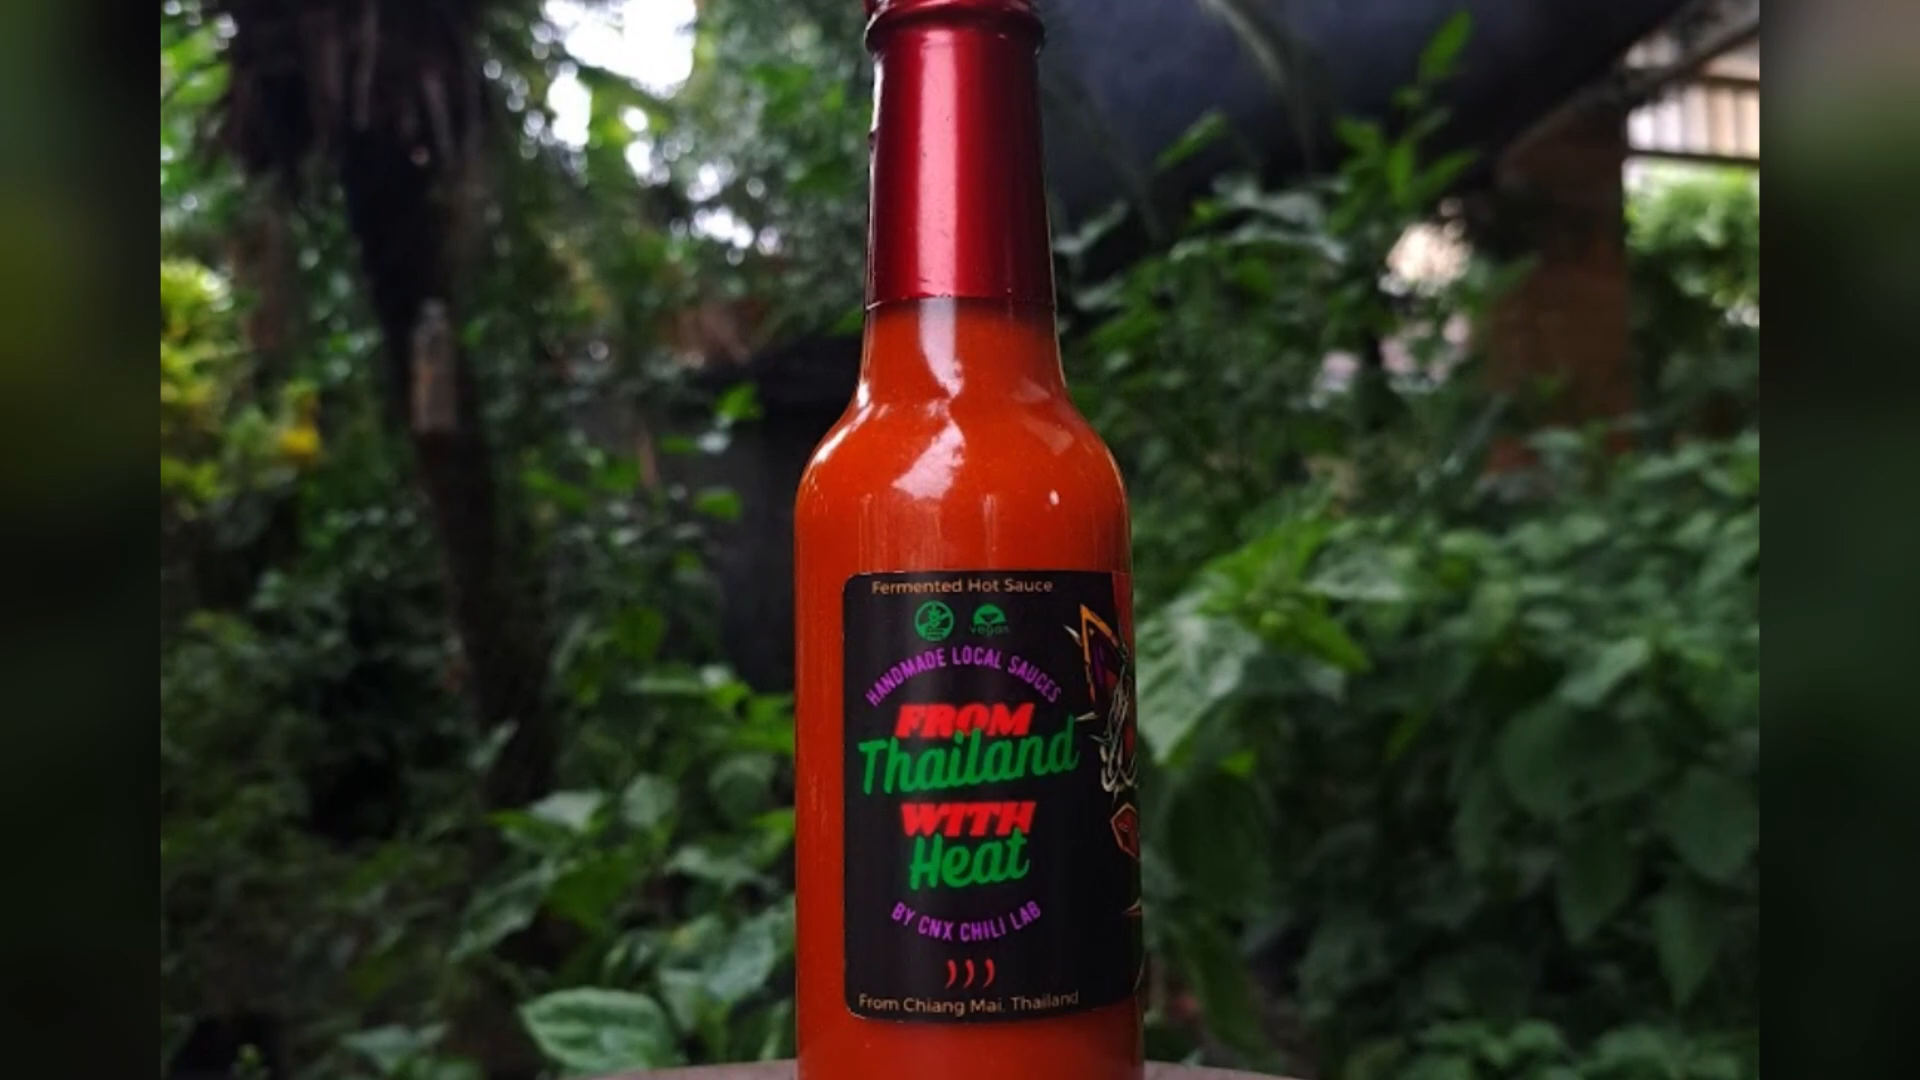 Fermented Hot Sauce
vegan
HANDMADE LOCAL SAUCES
FROM
Thailand
WITH
Heat
BY CNX CHILI LAB
From Chiang Mai, Thailand